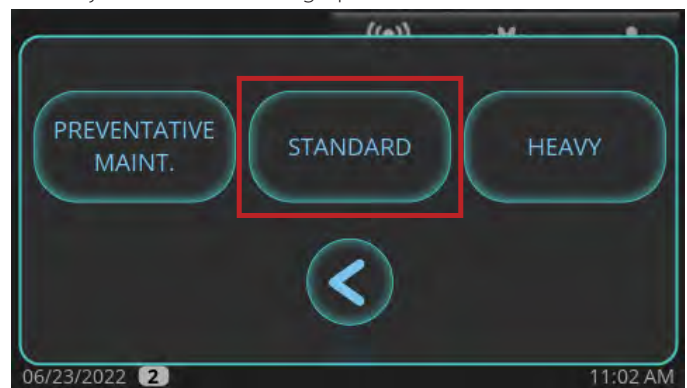 PREVENTATIVE
MAINT.
STANDARD
HEAVY
06/23/2022 2
11:02 AM